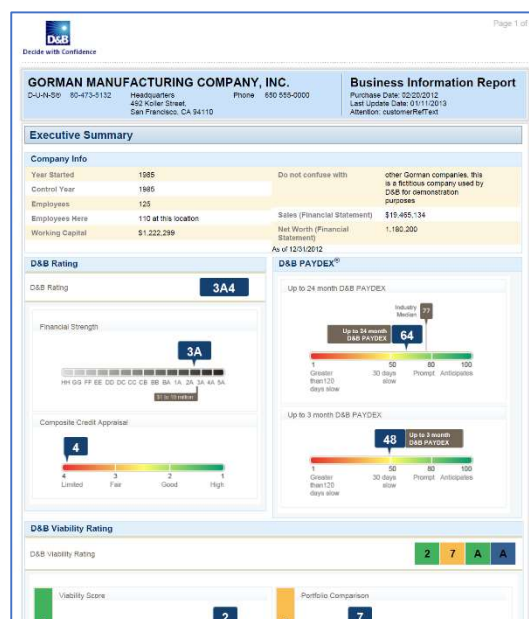 Page 1 of
D&B
Decide with Confidence
GORMAN MANUFACTURING COMPANY, INC.
D-U-N-S® 80-473-5132
Headquarters
492 Koller Street,
San Francisco, CA 94110
Phone 650 555-0000
Business Information Report
Purchase Date: 02/20/2012
Last Update Date: 01/11/2013
Attention: customerRefText
Executive Summary
Company Info
Year Started 1985
Control Year 1985
Employees 125
Employees Here 110 at this location
Working Capital $1,222,299
Do not confuse with other Gorman companies, this
is a fictitious company used by
D&B for demonstration
purposes
Sales (Financial Statement) $19,465,134
Net Worth (Financial 1,180,200
Statement)
As of 12/31/2012
D&B Rating
D&B Rating 3A4
Financial Strength
3A
HH GG FF EE DD DC CC CB BB BA 1A 2A 3A 4A 5A
$1 to 10 million
Composite Credit Appraisal
4
4 3 2 1
Limited Fair Good High
D&B PAYDEX®
Up to 24 month D&B PAYDEX
Industry
Median 77
Up to 24 month
D&B PAYDEX 64
1 50 80 100
Greater 30 days Prompt Anticipates
than120 slow
days slow
Up to 3 month D&B PAYDEX
48 Up to 3 month
D&B PAYDEX
1 50 80 100
Greater 30 days Prompt Anticipates
than120 slow
days slow
D&B Viability Rating
D&B Viability Rating 2 7 A A
Viability Score
2
Portfolio Comparison
7